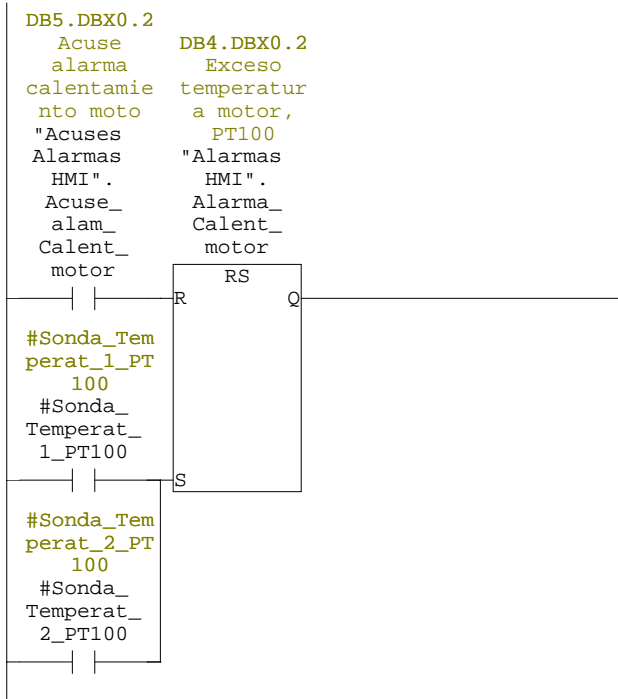 DB5.DBX0.2
Acuse
alarma
calentamie
nto moto
"Acuses
Alarmas
HMI".
Acuse_
alam_
Calent_
motor
DB4.DBX0.2
Exceso
temperatur
a motor,
PT100
"Alarmas
HMI".
Alarma_
Calent_
motor
RS
R
Q
#Sonda_Tem
perat_1_PT
100
#Sonda_
Temperat_
1_PT100
S
#Sonda_Tem
perat_2_PT
100
#Sonda_
Temperat_
2_PT100